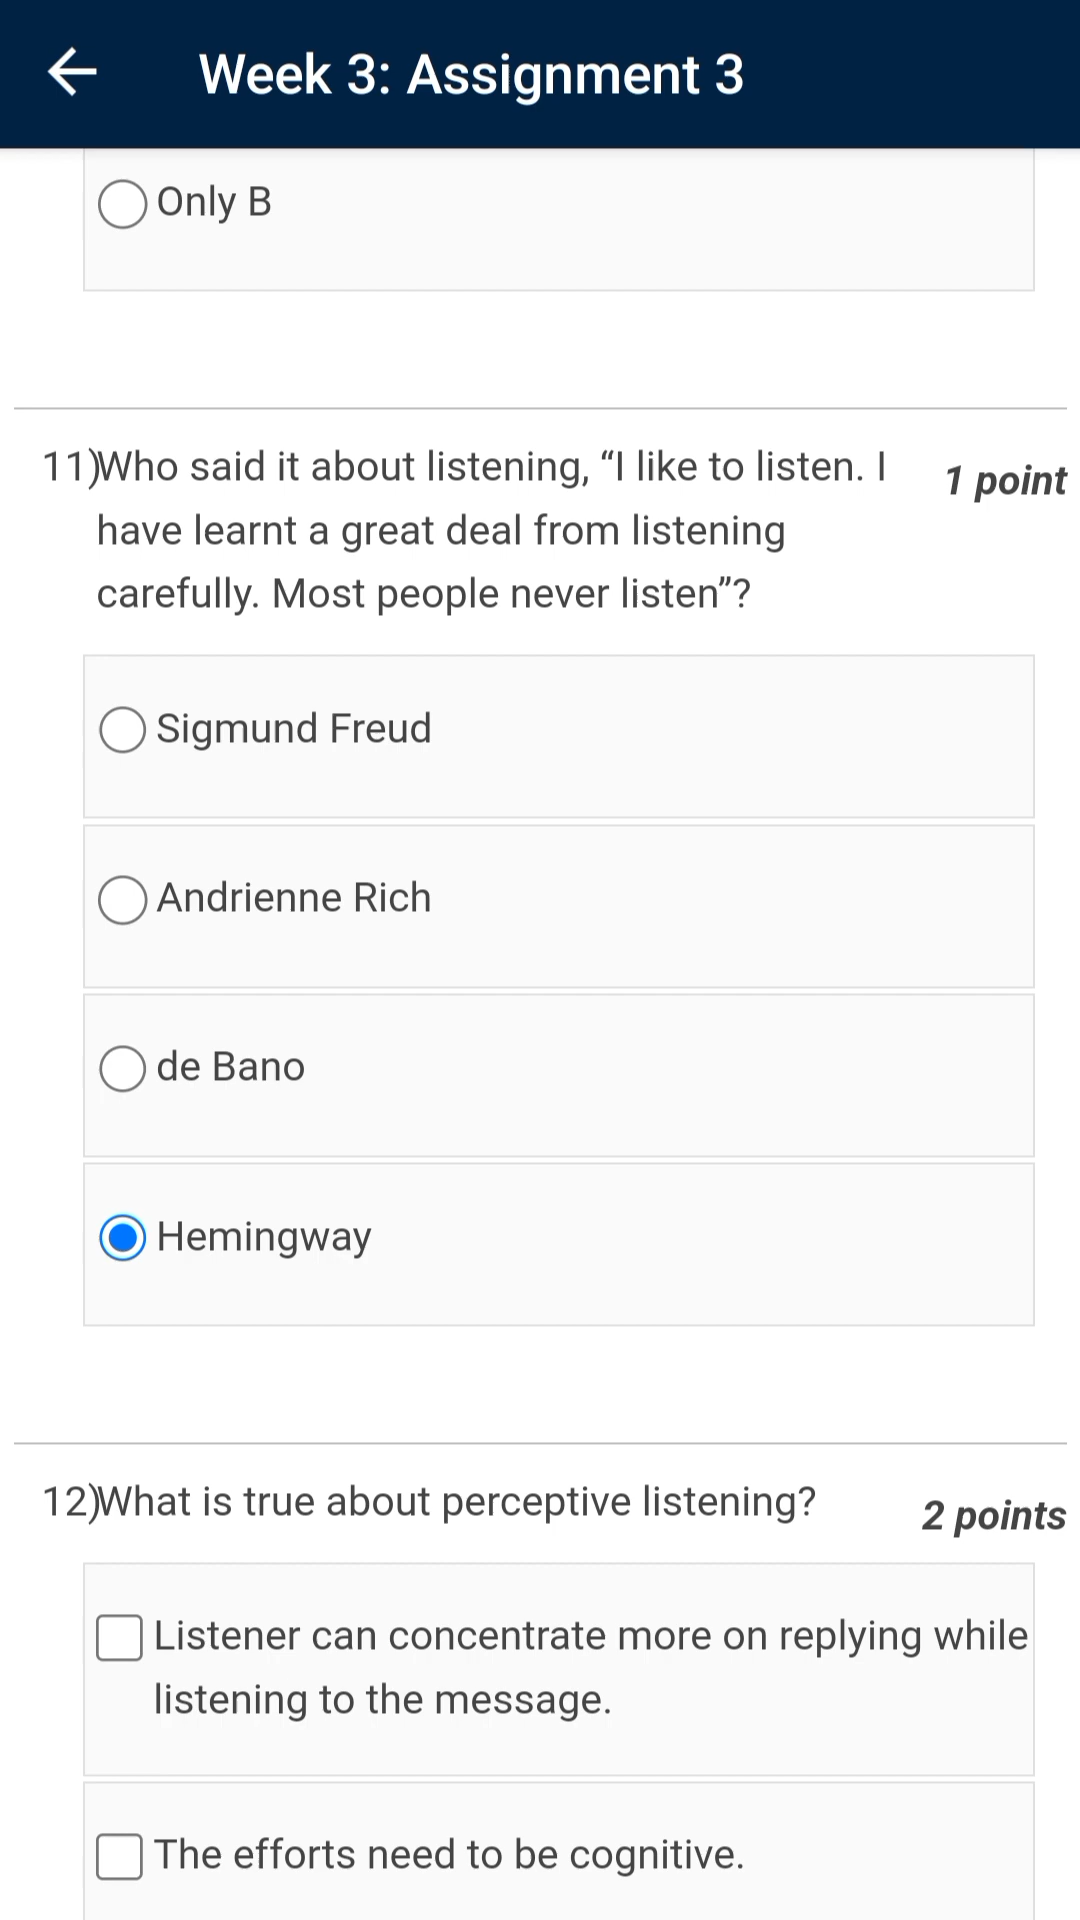 Week 3: Assignment 3
Only B
11)Who said it about listening, “I like to listen. I
1 point
have learnt a great deal from listening
carefully. Most people never listen”?
Sigmund Freud
Andrienne Rich
de Bano
Hemingway
12)What is true about perceptive listening?
2 points
Listener can concentrate more on replying while
listening to the message.
The efforts need to be cognitive.